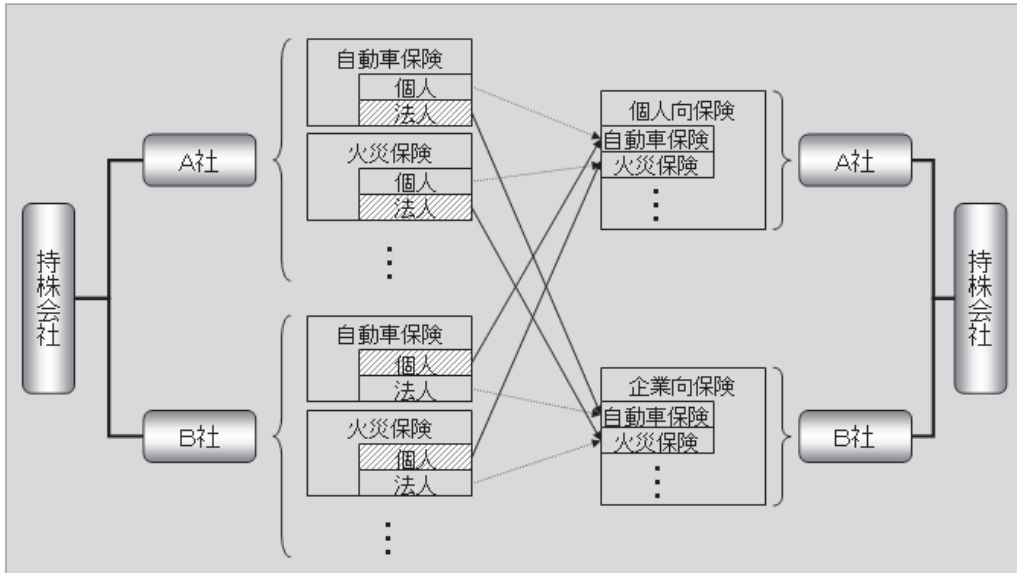 持株会社
A社
自動車保険
個人
法人
火災保険
個人
法人
B社
自動車保険
個人
法人
火災保険
個人
法人
個人向保険
自動車保険
火災保険
A社
企業向保険
自動車保険
火災保険
B社
持株会社